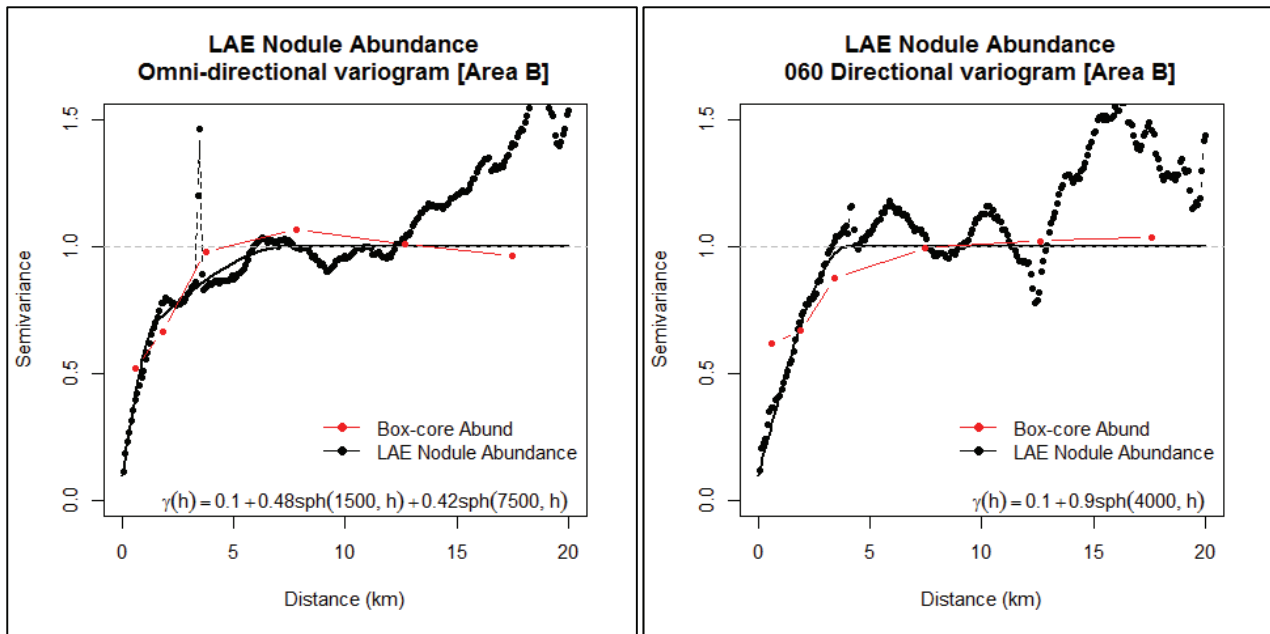 LAE Nodule Abundance
Omni-directional variogram [Area B]
1.5
1.0
0.5
0.0
Semivariance
Box-core Abund
LAE Nodule Abundance
γ(h) = 0.1 + 0.48sph(1500, h) + 0.42sph(7500, h)
0 5 10 15 20
Distance (km)
LAE Nodule Abundance
060 Directional variogram [Area B]
1.5
1.0
0.5
0.0
Semivariance
Box-core Abund
LAE Nodule Abundance
γ(h) = 0.1 + 0.9sph(4000, h)
0 5 10 15 20
Distance (km)